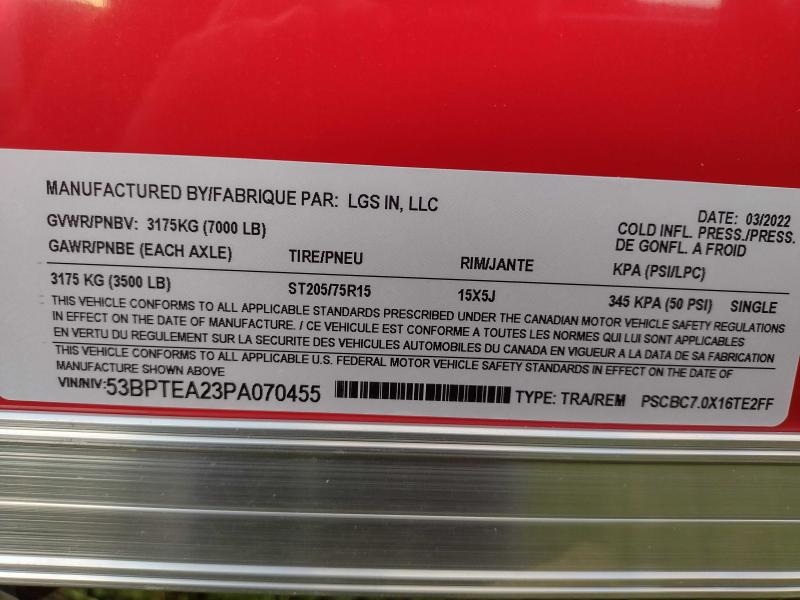 MANUFACTURED BY/FABRIQUE PAR: LGS IN, LLC
DATE: 03/2022
GVWR/PNBV: 3175KG (7000 LB)
COLD INFL. PRESS./PRESS.
DE GONFL. A FROID
GAWR/PNBE (EACH AXLE) TIRE/PNEU RIM/JANTE KPA (PSI/LPC)
3175 KG (3500 LB) ST205/75R15 15X5J 345 KPA (50 PSI) SINGLE
THIS VEHICLE CONFORMS TO ALL APPLICABLE STANDARDS PRESCRIBED UNDER THE CANADIAN MOTOR VEHICLE SAFETY REGULATIONS
IN EFFECT ON THE DATE OF MANUFACTURE. / CE VEHICULE EST CONFORME A TOUTES LES NORMES QUI LUI SONT APPLICABLES
EN VERTU DU REGULEMENT SUR LA SECURITE DES VEHICULES AUTOMOBILES DU CANADA EN VIGUEUR A LA DATA DE SA FABRICATION
THIS VEHICLE CONFORMS TO ALL APPLICABLE U.S. FEDERAL MOTOR VEHICLE SAFETY STANDARDS IN EFFECT ON THE DATE OF
MANUFACTURE SHOWN ABOVE
VIN/NIV: 53BPTEA23PA070455 TYPE: TRA/REM PSCBC7.0X16TE2FF